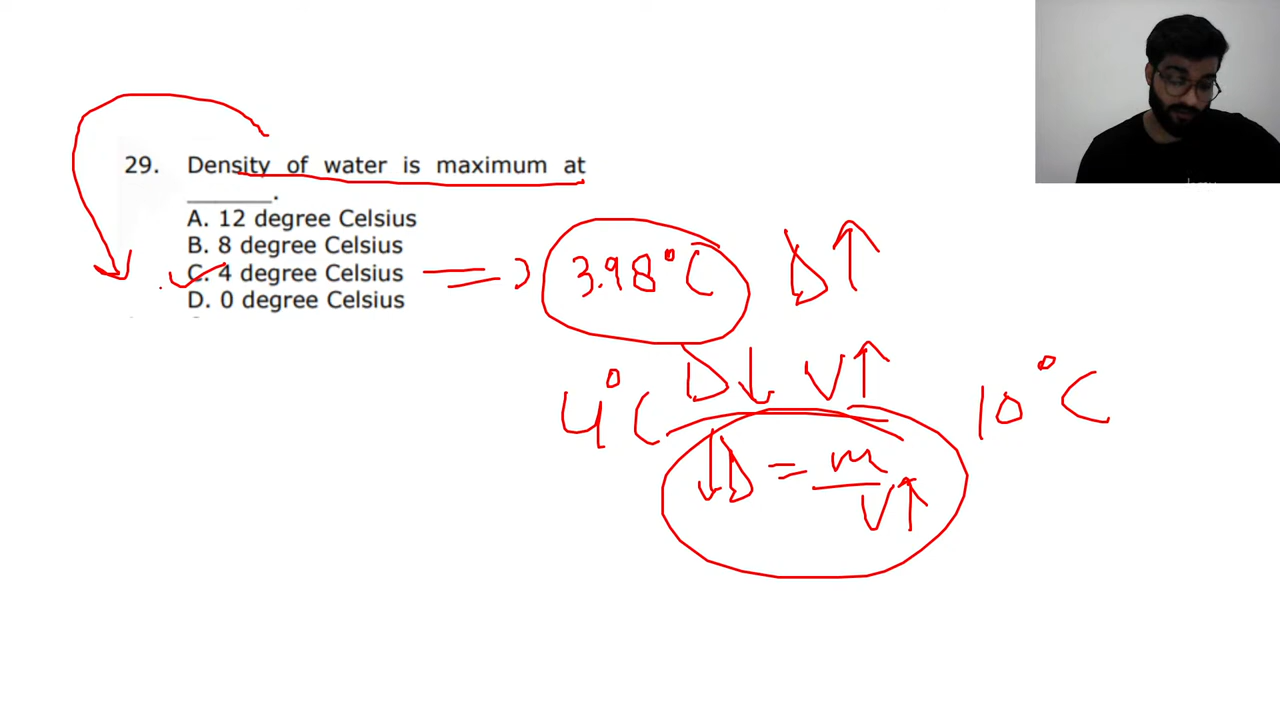 29. Density of water is maximum at
_______.
A. 12 degree Celsius
B. 8 degree Celsius
C. 4 degree Celsius
D. 0 degree Celsius
3.98°C D↑
D↓ V↑
4°C 10°C
↓D = m/V↑